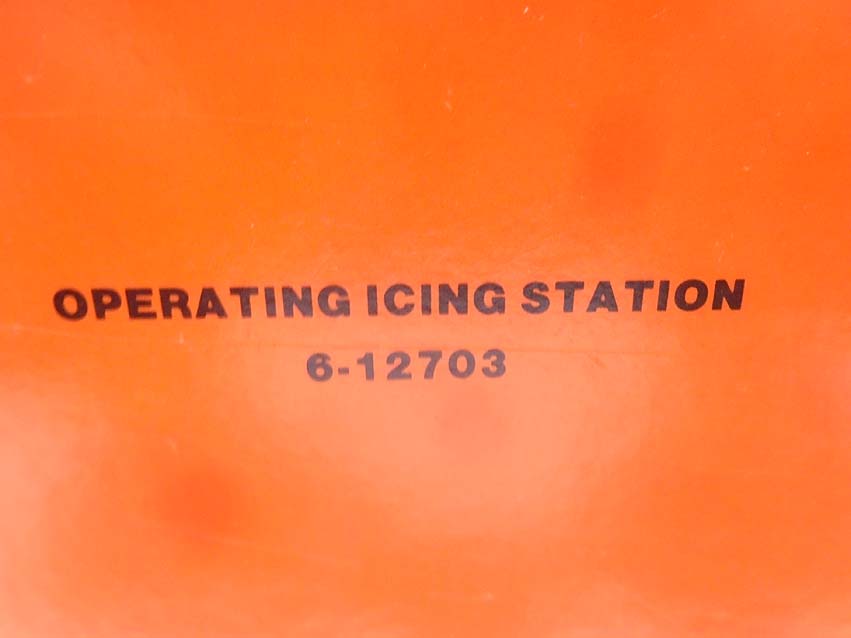 OPERATING ICING STATION
6-12703